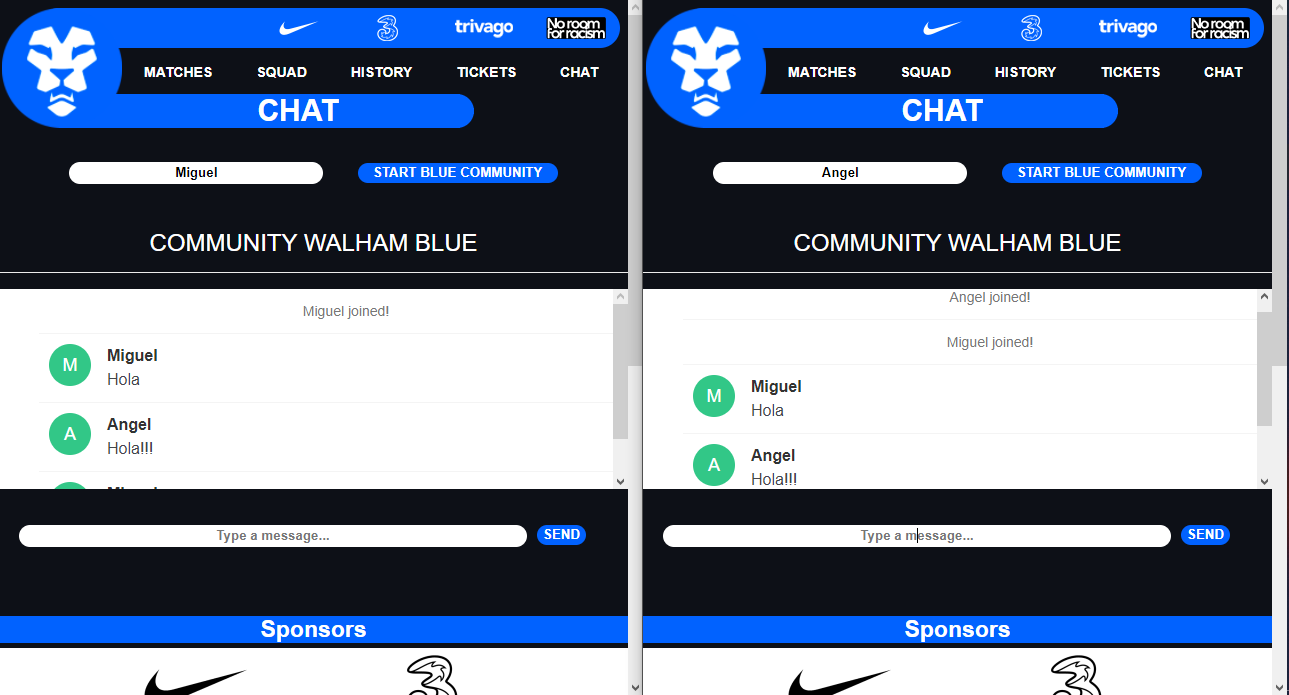 3 trivago No room for racism
MATCHES SQUAD HISTORY TICKETS CHAT
CHAT
Miguel START BLUE COMMUNITY
COMMUNITY WALHAM BLUE
Miguel joined!
M Miguel
Hola
A Angel
Hola!!!
Type a message... SEND
Sponsors
3
3 trivago No room for racism
MATCHES SQUAD HISTORY TICKETS CHAT
CHAT
Angel START BLUE COMMUNITY
COMMUNITY WALHAM BLUE
Angel joined!
Miguel joined!
M Miguel
Hola
A Angel
Hola!!!
Type a message... SEND
Sponsors
3